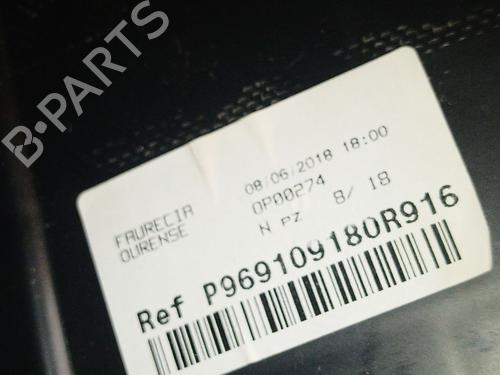 B-PARTS
FAURECIA
OURENSE
08/06/2018 18:00
OP00274
N pz 8/ 18
Ref P969109180R916